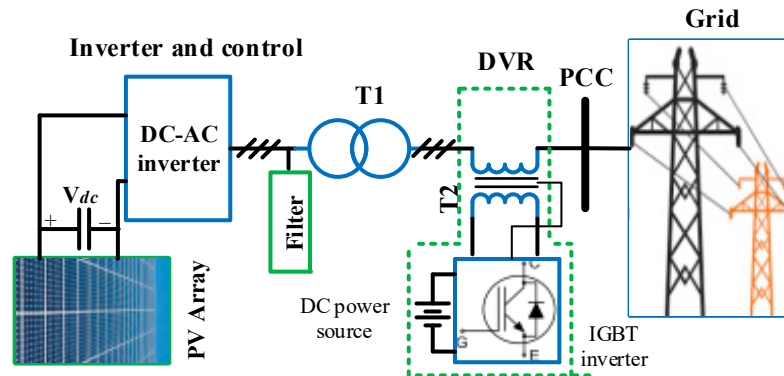 Grid
Inverter and control
DVR
PCC
T1
DC-AC
inverter
Vdc
+
−
T2
Filter
PV Array
DC power
source
C
G
E
IGBT
inverter